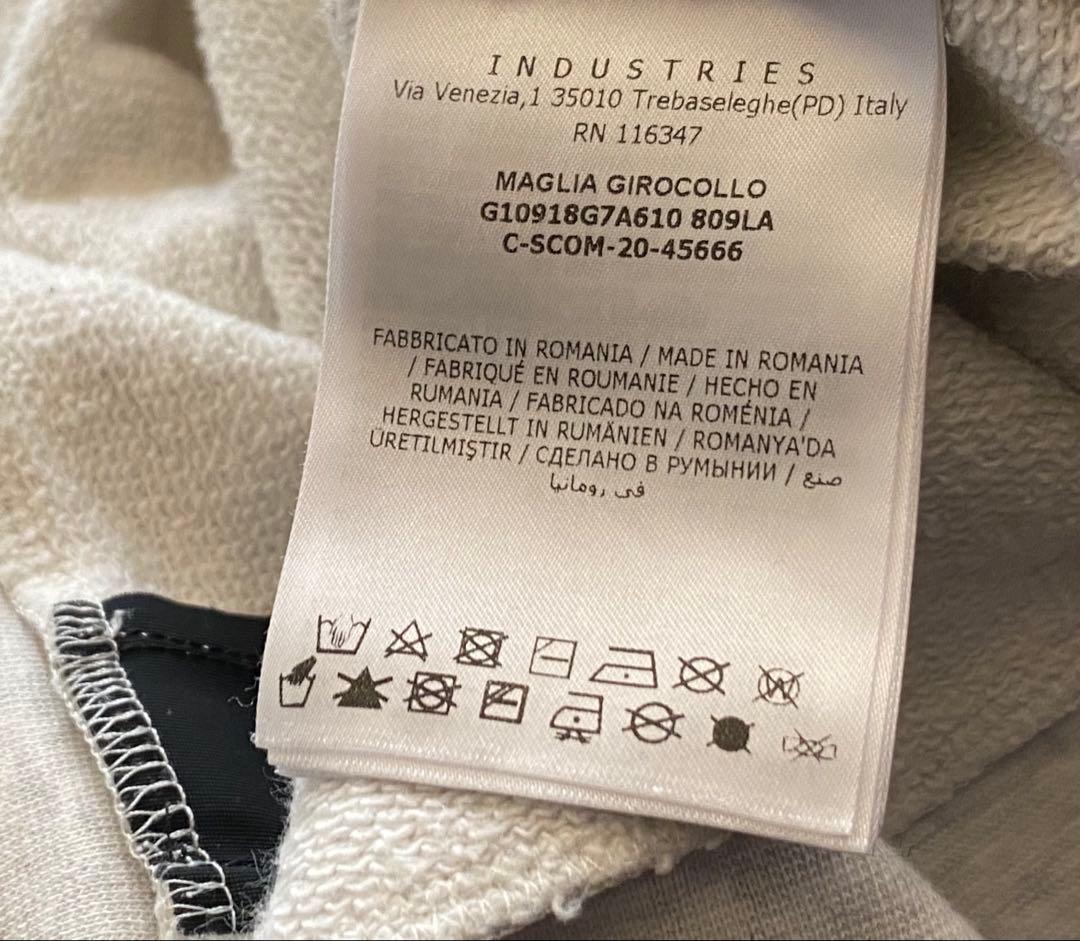 INDUSTRIES
Via Venezia,1 35010 Trebaseleghe(PD) Italy
RN 116347
MAGLIA GIROCOLLO
G10918G7A610 809LA
C-SCOM-20-45666
FABBRICATO IN ROMANIA / MADE IN ROMANIA
/ FABRIQUÉ EN ROUMANIE / HECHO EN
RUMANIA / FABRICADO NA ROMÉNIA /
HERGESTELLT IN RUMÄNIEN / ROMANYA'DA
ÜRETILMIŞTIR / СДЕЛАНО В РУМЫНИИ / صنع
في رومانيا
W